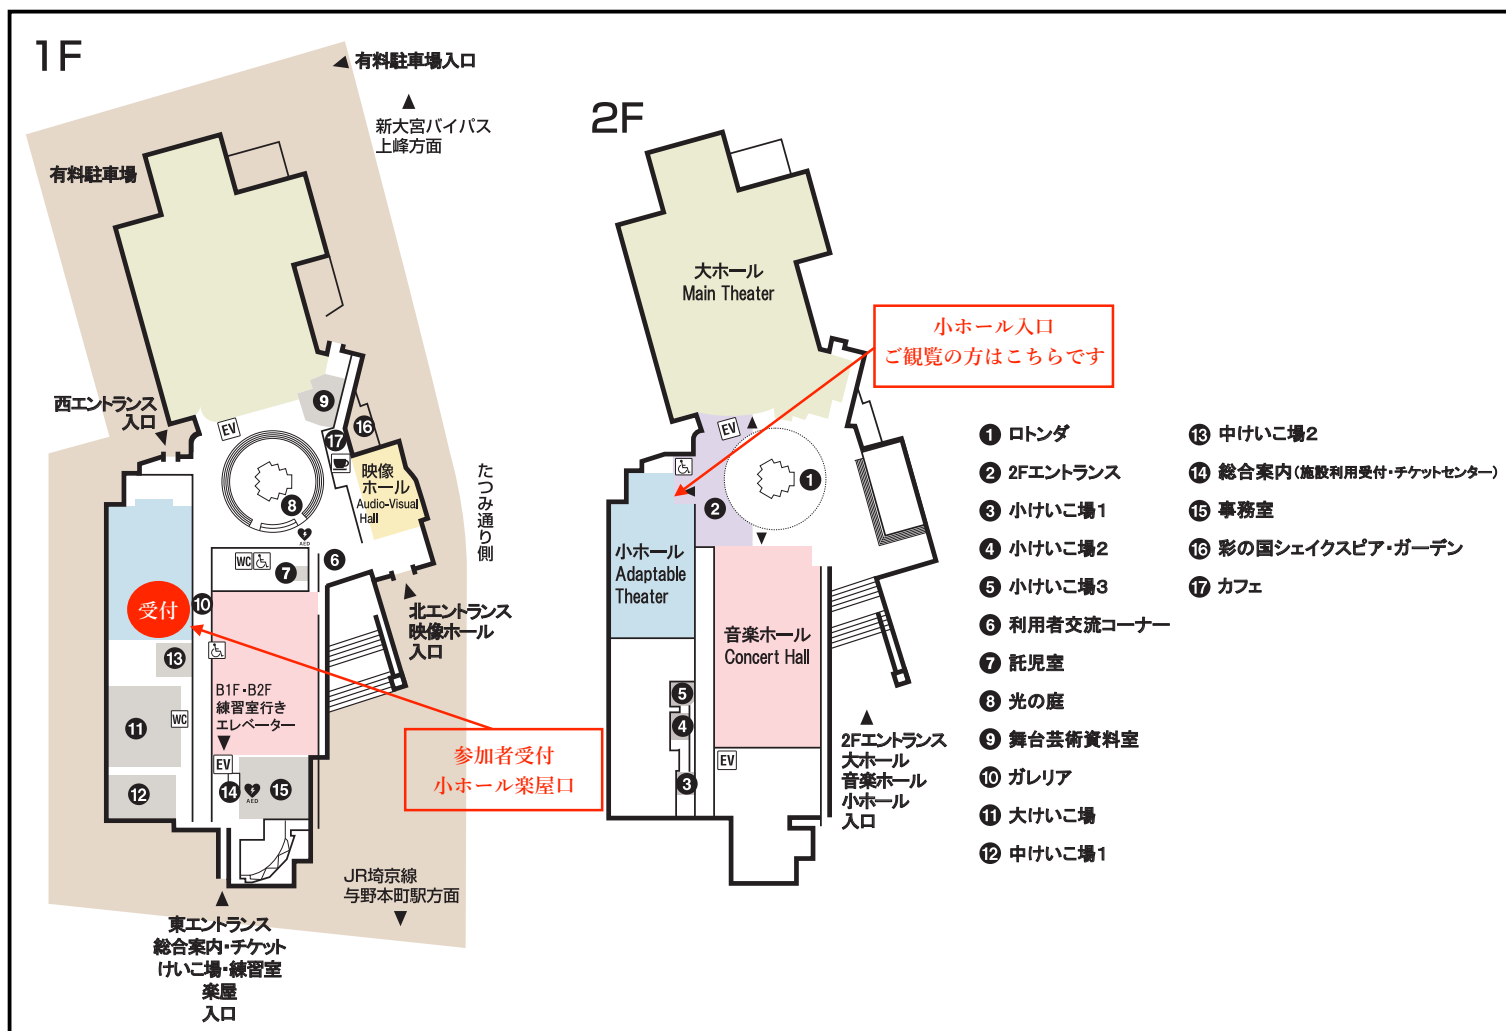 1F
有料駐車場入口
新大宮バイパス
上峰方面
有料駐車場
西エントランス
入口
EV
9
16
17
映像
ホール
Audio-Visual
Hall
8
AED
たつみ通り側
WC
7
6
受付
10
北エントランス
映像ホール
入口
13
B1F・B2F
練習室行き
エレベーター
11
WC
EV
12
14
AED
15
参加者受付
小ホール楽屋口
JR埼京線
与野本町駅方面
東エントランス
総合案内・チケット
けいこ場・練習室
楽屋
入口
2F
大ホール
Main Theater
小ホール入口
ご観覧の方はこちらです
EV
1
2
小ホール
Adaptable
Theater
音楽ホール
Concert Hall
5
4
3
EV
2Fエントランス
大ホール
音楽ホール
小ホール
入口
1 ロトンダ
2 2Fエントランス
3 小けいこ場1
4 小けいこ場2
5 小けいこ場3
6 利用者交流コーナー
7 託児室
8 光の庭
9 舞台芸術資料室
10 ガレリア
11 大けいこ場
12 中けいこ場1
13 中けいこ場2
14 総合案内(施設利用受付・チケットセンター)
15 事務室
16 彩の国シェイクスピア・ガーデン
17 カフェ